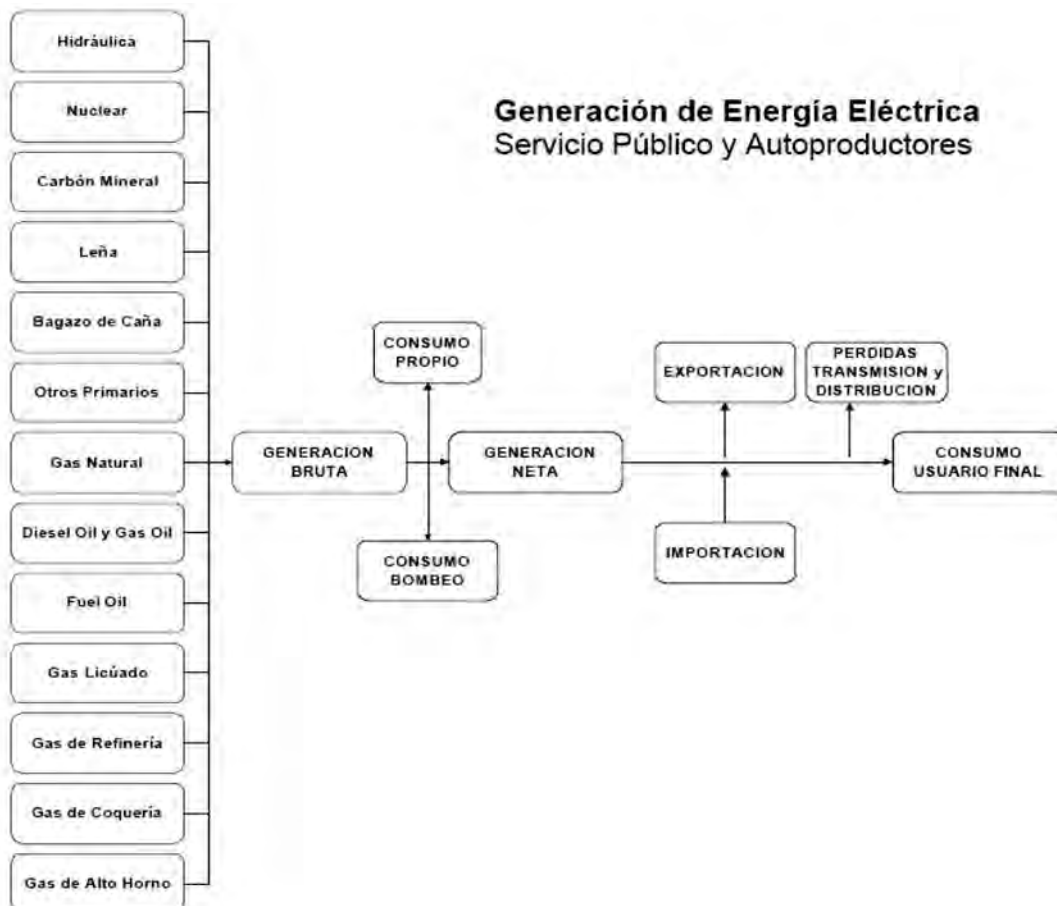 Hidráulica
Nuclear
Carbón Mineral
Leña
Bagazo de Caña
Otros Primarios
Gas Natural
Diesel Oil y Gas Oil
Fuel Oil
Gas Licúado
Gas de Refinería
Gas de Coquería
Gas de Alto Horno
Generación de Energía Eléctrica
Servicio Público y Autoproductores
GENERACION
BRUTA
CONSUMO
PROPIO
CONSUMO
BOMBEO
GENERACION
NETA
EXPORTACION
IMPORTACION
PERDIDAS
TRANSMISION y
DISTRIBUCION
CONSUMO
USUARIO FINAL